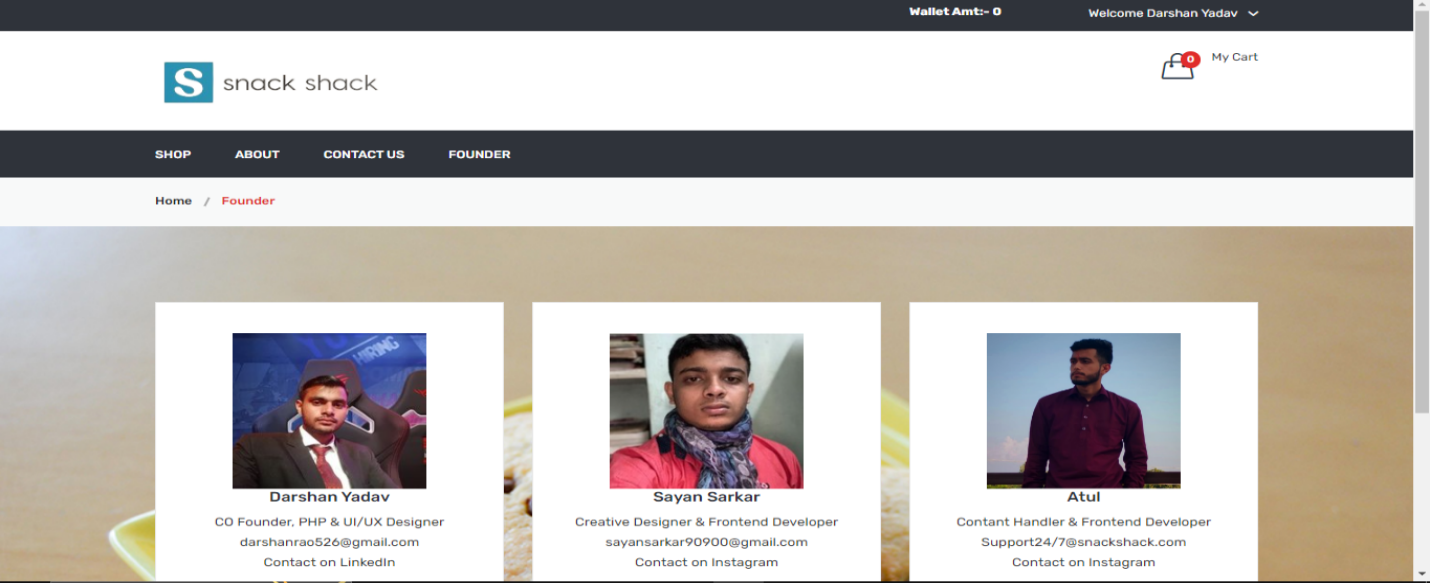 Wallet Amt:- 0
Welcome Darshan Yadav
S snack shack
0 My Cart
SHOP ABOUT CONTACT US FOUNDER
Home / Founder
HIRING
Darshan Yadav
CO Founder, PHP & UI/UX Designer
darshanrao526@gmail.com
Contact on LinkedIn
Sayan Sarkar
Creative Designer & Frontend Developer
sayansarkar90900@gmail.com
Contact on Instagram
Atul
Contant Handler & Frontend Developer
Support24/7@snackshack.com
Contact on Instagram